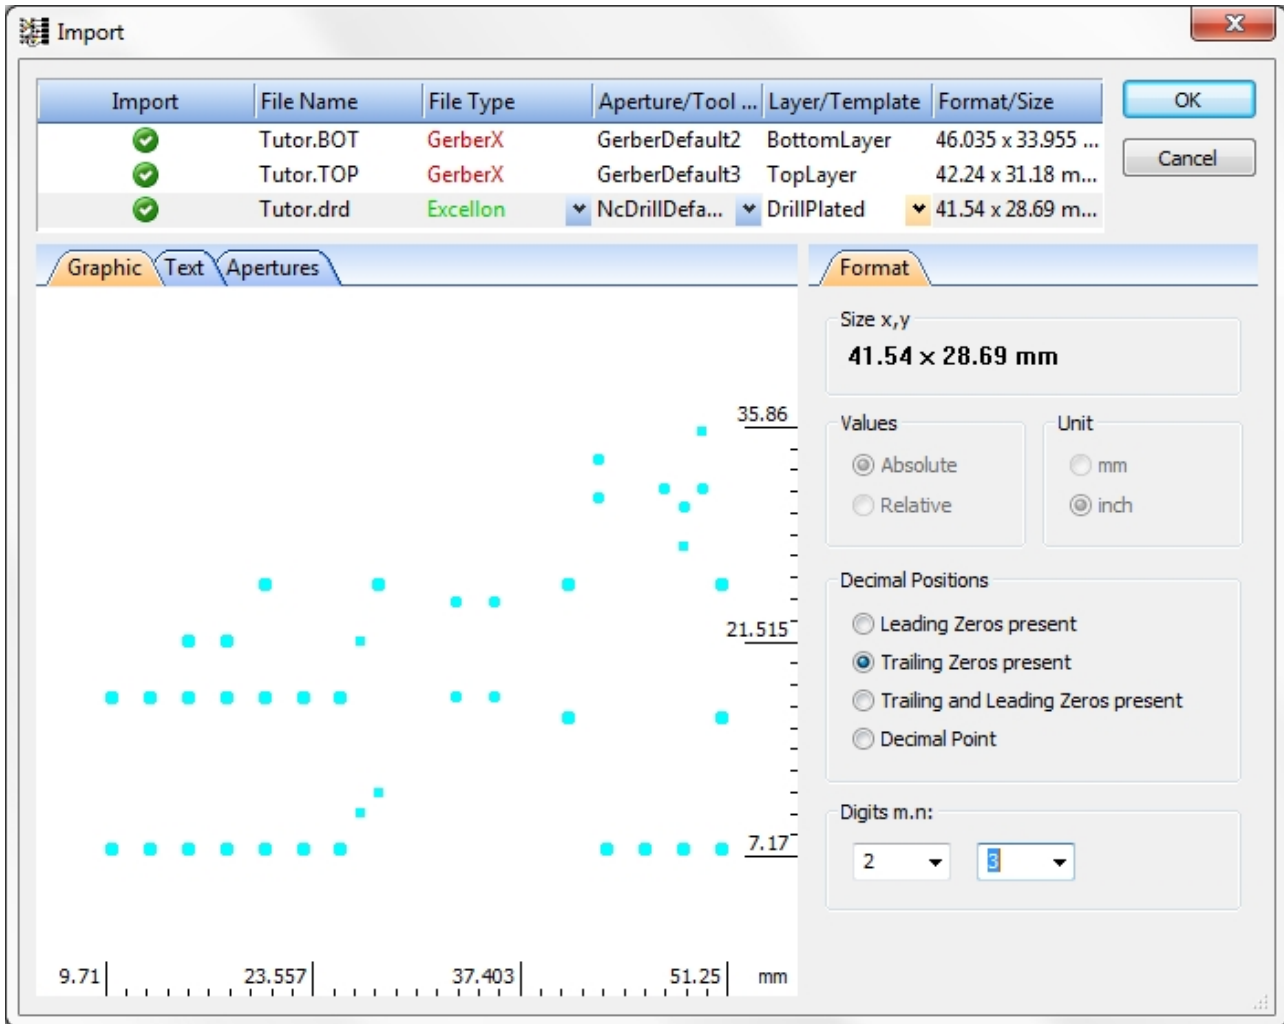 Import
Import File Name File Type Aperture/Tool ... Layer/Template Format/Size
Tutor.BOT GerberX GerberDefault2 BottomLayer 46.035 x 33.955 ...
Tutor.TOP GerberX GerberDefault3 TopLayer 42.24 x 31.18 m...
Tutor.drd Excellon NcDrillDefa... DrillPlated 41.54 x 28.69 m...
OK
Cancel
Graphic Text Apertures
35.86
21.515
7.17
9.71 23.557 37.403 51.25 mm
Format
Size x,y
41.54 x 28.69 mm
Values
Absolute
Relative
Unit
mm
inch
Decimal Positions
Leading Zeros present
Trailing Zeros present
Trailing and Leading Zeros present
Decimal Point
Digits m.n:
2 3